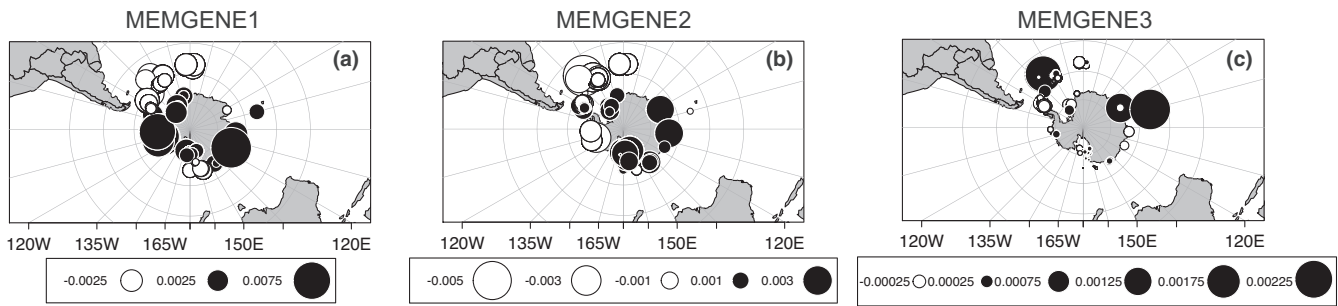 MEMGENE1
MEMGENE2
MEMGENE3
(a)
(b)
(c)
120W 135W 165W 150E 120E
120W 135W 165W 150E 120E
120W 135W 165W 150E 120E
-0.0025 0.0025 0.0075
-0.005 -0.003 -0.001 0.001 0.003
-0.00025 0.00025 0.00075 0.00125 0.00175 0.00225